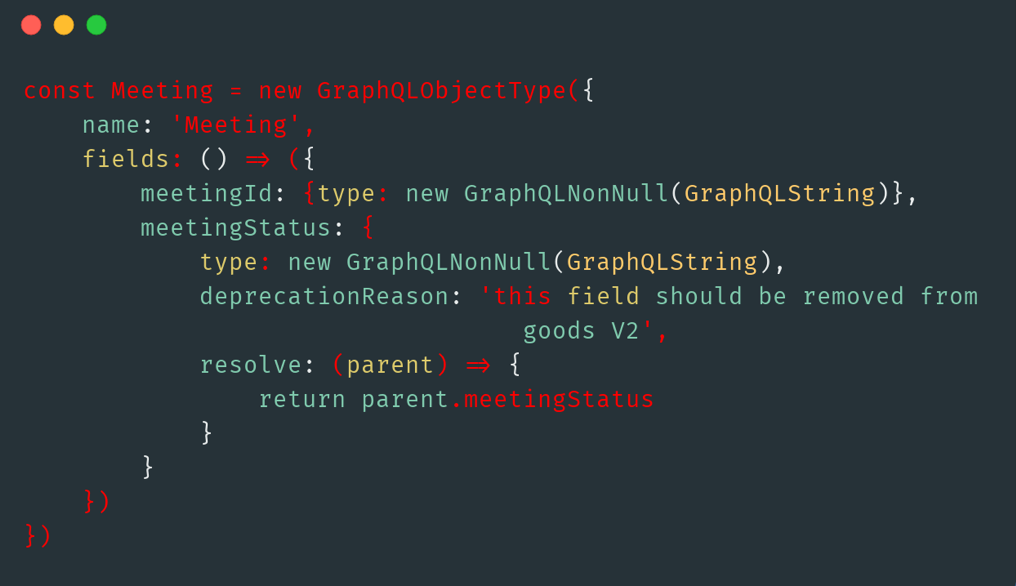 const Meeting = new GraphQLObjectType({
    name: 'Meeting',
    fields: () => ({
        meetingId: {type: new GraphQLNonNull(GraphQLString)},
        meetingStatus: {
            type: new GraphQLNonNull(GraphQLString),
            deprecationReason: 'this field should be removed from
                                  goods V2',
            resolve: (parent) => {
                return parent.meetingStatus
            }
        }
    })
})